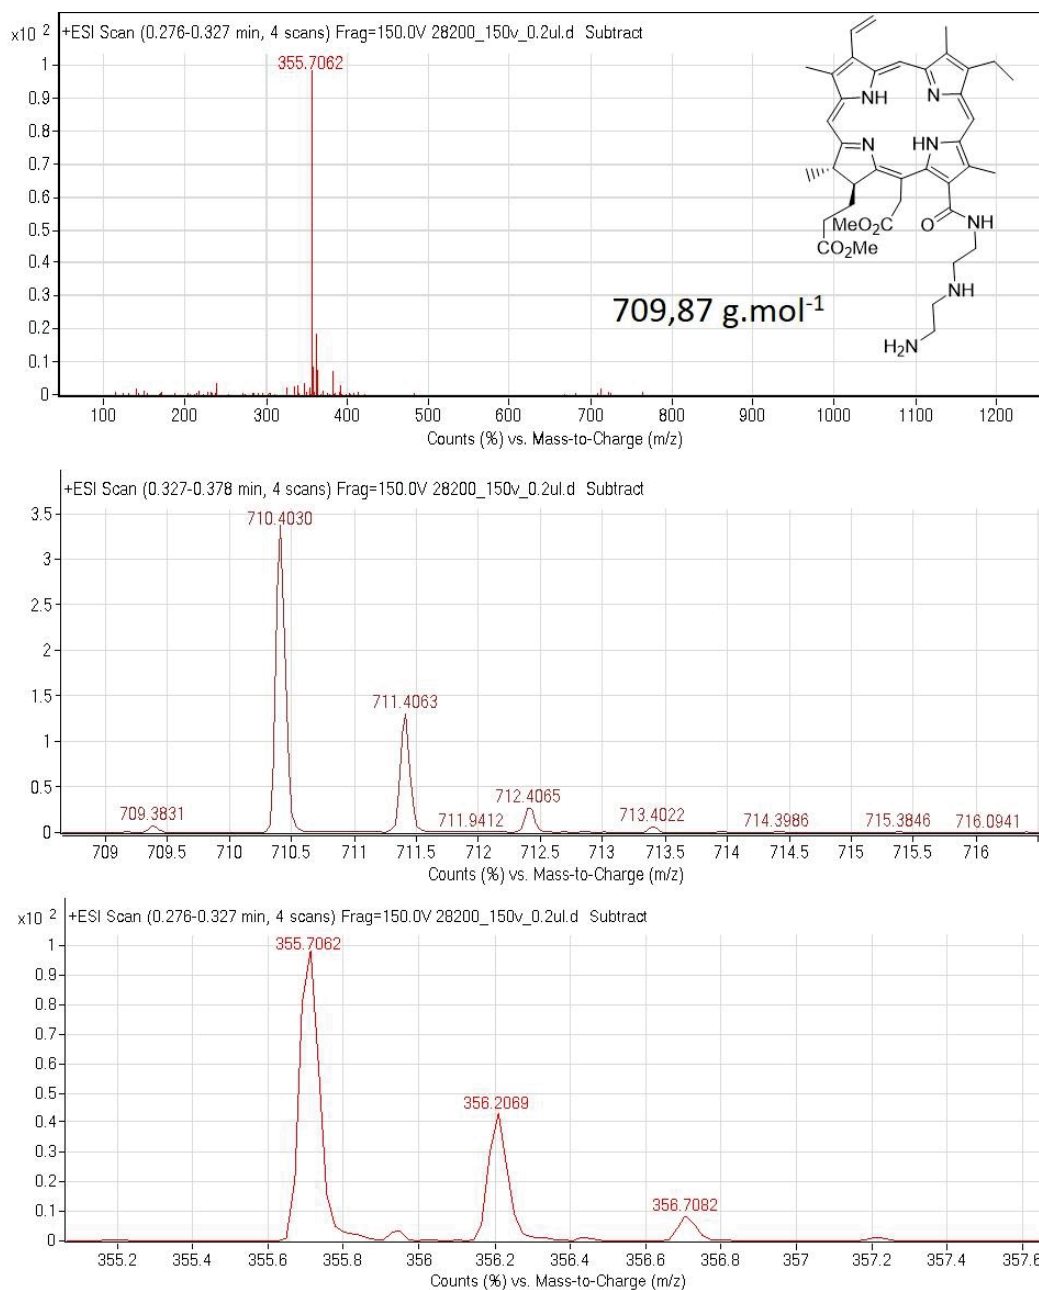 x10 2 +ESI Scan (0.276-0.327 min, 4 scans) Frag=150.0V 28200_150v_0.2ul.d Subtract
355.7062
1
0.9
0.8
0.7
0.6
0.5
0.4
0.3
0.2
0.1
0
100 200 300 400 500 600 700 800 900 1000 1100 1200
Counts (%) vs. Mass-to-Charge (m/z)
NH N
N HN
MeO2C O NH
CO2Me
NH
H2N
709,87 g.mol-1
+ESI Scan (0.327-0.378 min, 4 scans) Frag=150.0V 28200_150v_0.2ul.d Subtract
3.5
3
2.5
2
1.5
1
0.5
0
710.4030
711.4063
709.3831 711.9412 712.4065 713.4022 714.3986 715.3846 716.0941
709 709.5 710 710.5 711 711.5 712 712.5 713 713.5 714 714.5 715 715.5 716
Counts (%) vs. Mass-to-Charge (m/z)
x10 2 +ESI Scan (0.276-0.327 min, 4 scans) Frag=150.0V 28200_150v_0.2ul.d Subtract
1
0.9
0.8
0.7
0.6
0.5
0.4
0.3
0.2
0.1
0
355.7062
356.2069
356.7082
355.2 355.4 355.6 355.8 356 356.2 356.4 356.6 356.8 357 357.2 357.4 357.6
Counts (%) vs. Mass-to-Charge (m/z)